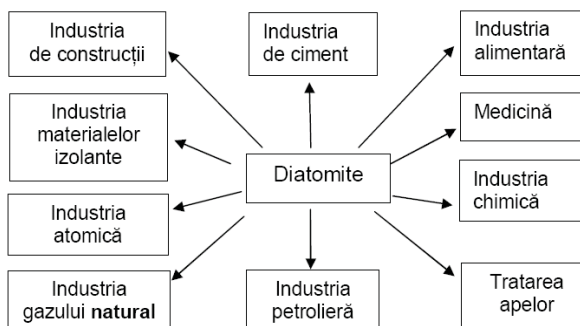 Industria
de construcții
Industria
de ciment
Industria
alimentară
Industria
materialelor
izolante
Medicină
Diatomite
Industria
chimică
Industria
atomică
Industria
gazului natural
Industria
petrolieră
Tratarea
apelor